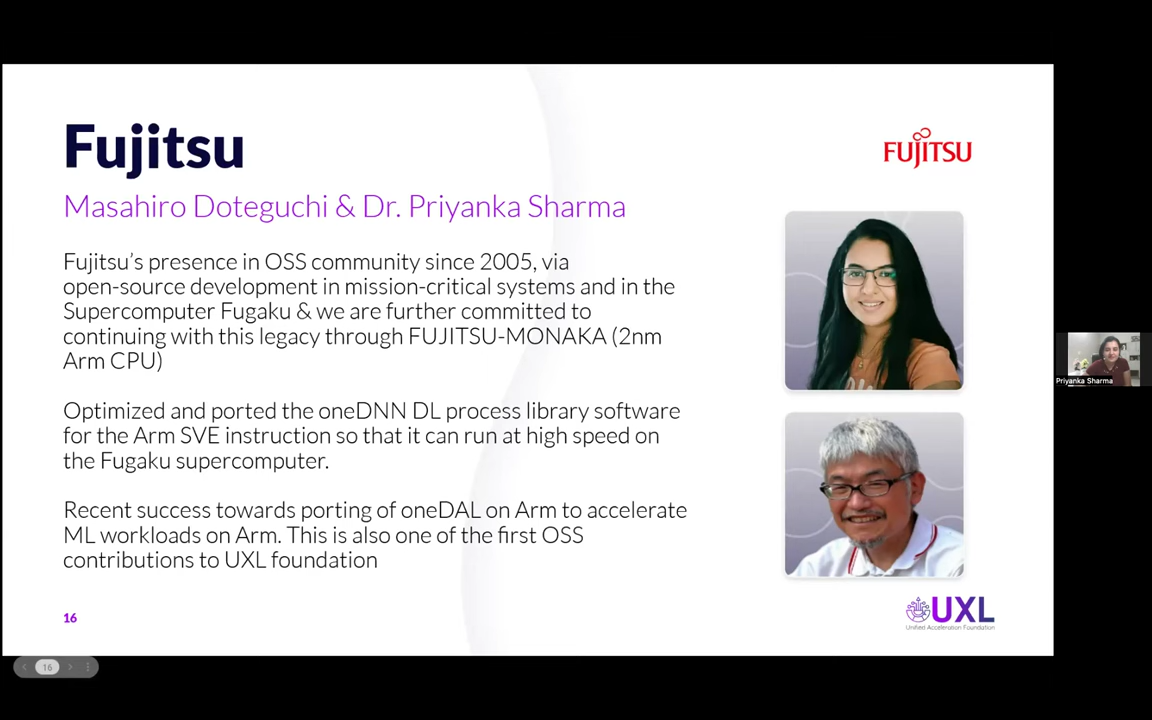 Fujitsu
FUJITSU
Masahiro Doteguchi & Dr. Priyanka Sharma
Fujitsu’s presence in OSS community since 2005, via
open-source development in mission-critical systems and in the
Supercomputer Fugaku & we are further committed to
continuing with this legacy through FUJITSU-MONAKA (2nm
Arm CPU)
Optimized and ported the oneDNN DL process library software
for the Arm SVE instruction so that it can run at high speed on
the Fugaku supercomputer.
Recent success towards porting of oneDAL on Arm to accelerate
ML workloads on Arm. This is also one of the first OSS
contributions to UXL foundation
Priyanka Sharma
16
UXL
Unified Acceleration Foundation
16